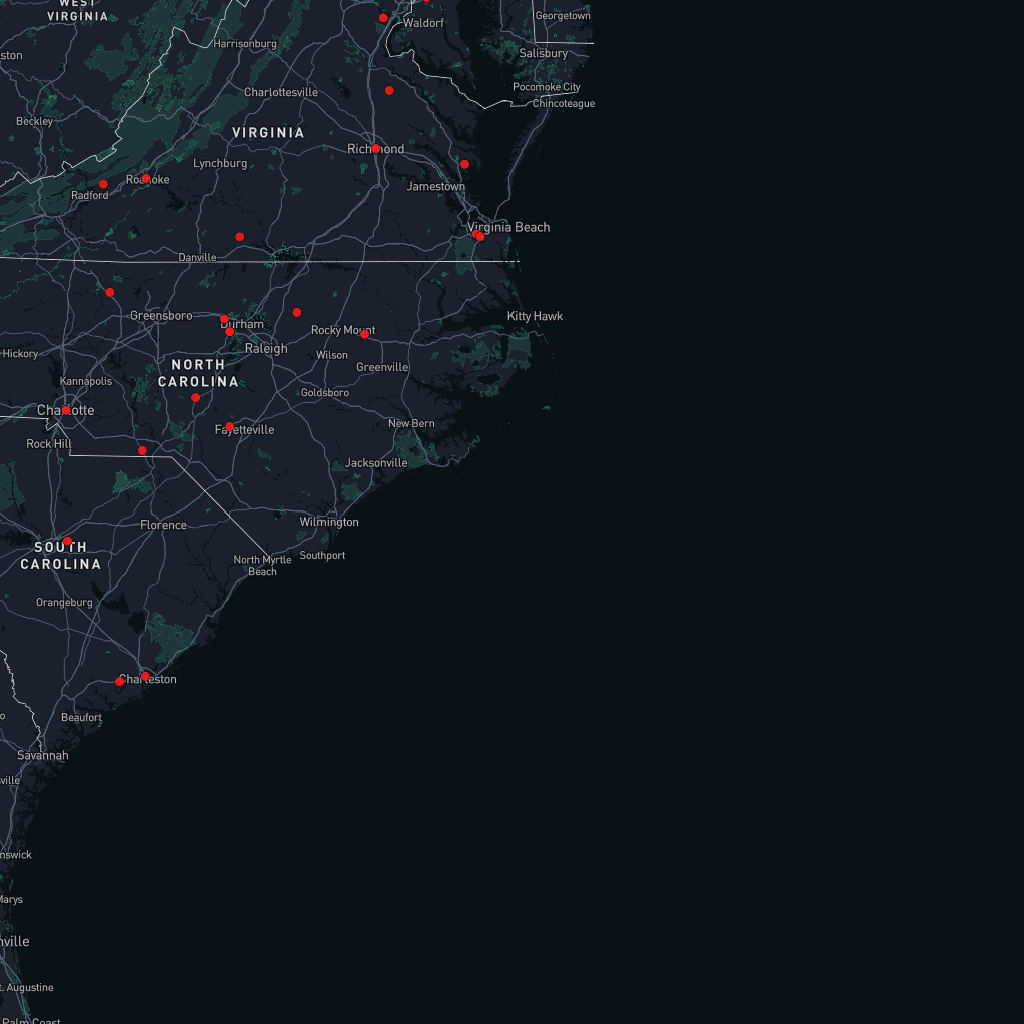 WEST
VIRGINIA
Waldorf
Georgetown
Harrisonburg
ston
Salisbury
Charlottesville
Pocomoke City
Chincoteague
Beckley
VIRGINIA
Richmond
Lynchburg
Roanoke
Radford
Jamestown
Virginia Beach
Danville
Greensboro
Durham
Kitty Hawk
Rocky Mount
Raleigh
Hickory
Wilson
NORTH
CAROLINA
Greenville
Kannapolis
Goldsboro
Charlotte
New Bern
Fayetteville
Rock Hill
Jacksonville
Florence
Wilmington
SOUTH
CAROLINA
Southport
North Myrtle
Beach
Orangeburg
Charleston
Beaufort
o
Savannah
sville
nswick
Marys
nville
t. Augustine
Palm Coast